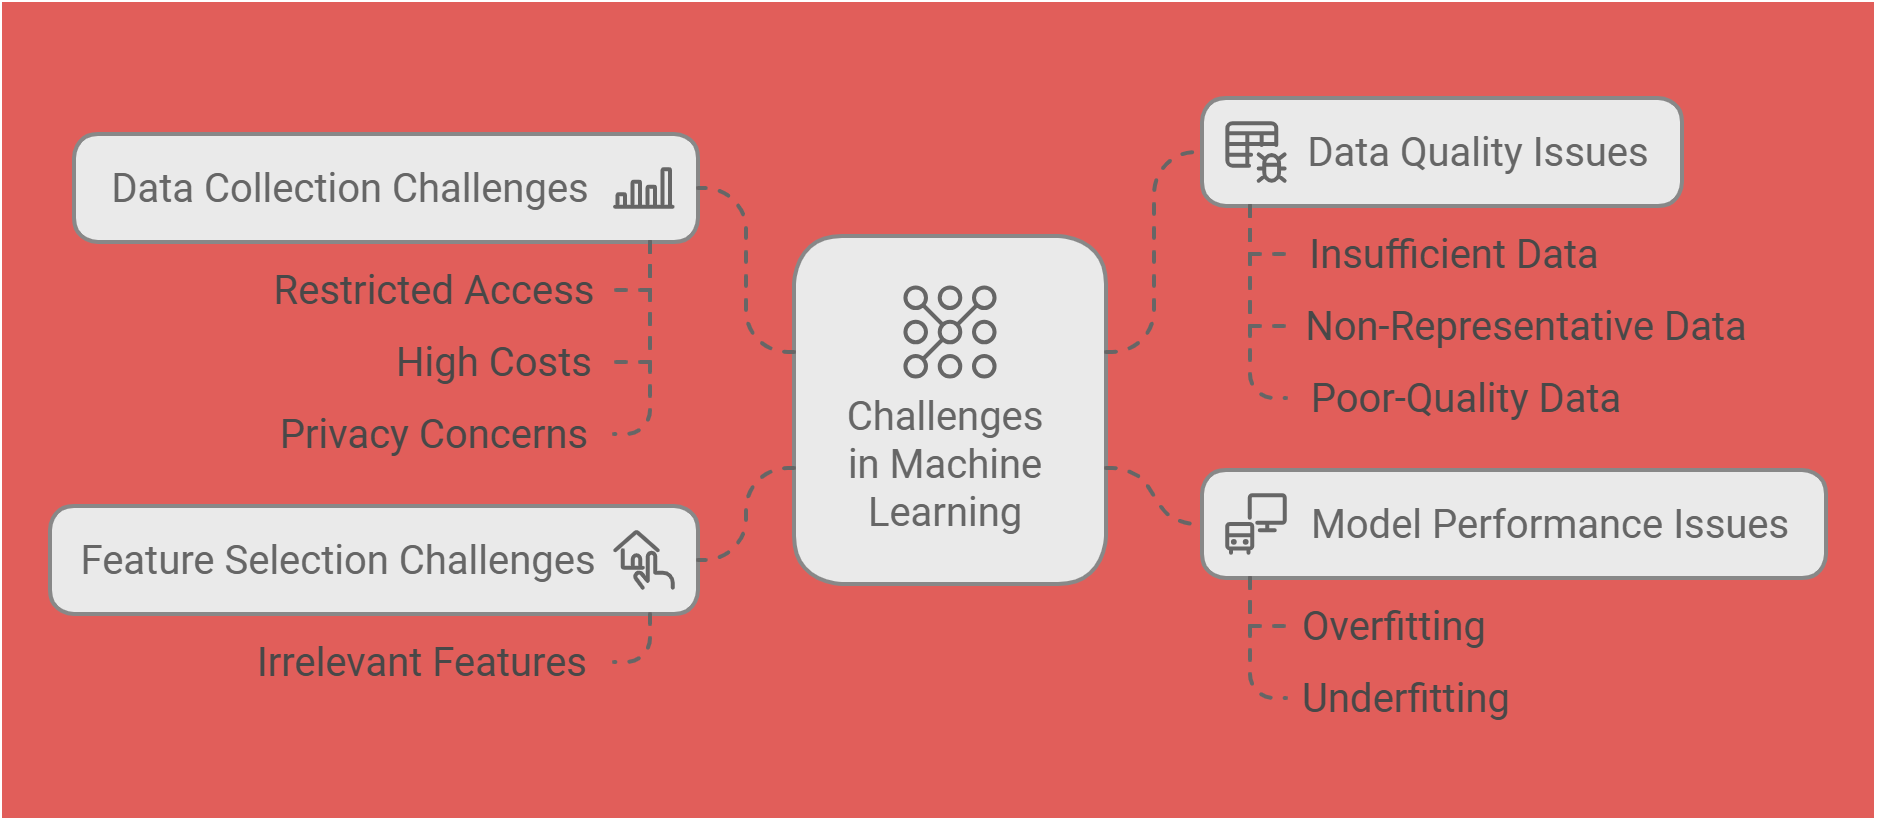 Data Collection Challenges
Restricted Access
High Costs
Privacy Concerns
Feature Selection Challenges
Irrelevant Features
Challenges
in Machine
Learning
Data Quality Issues
Insufficient Data
Non-Representative Data
Poor-Quality Data
Model Performance Issues
Overfitting
Underfitting